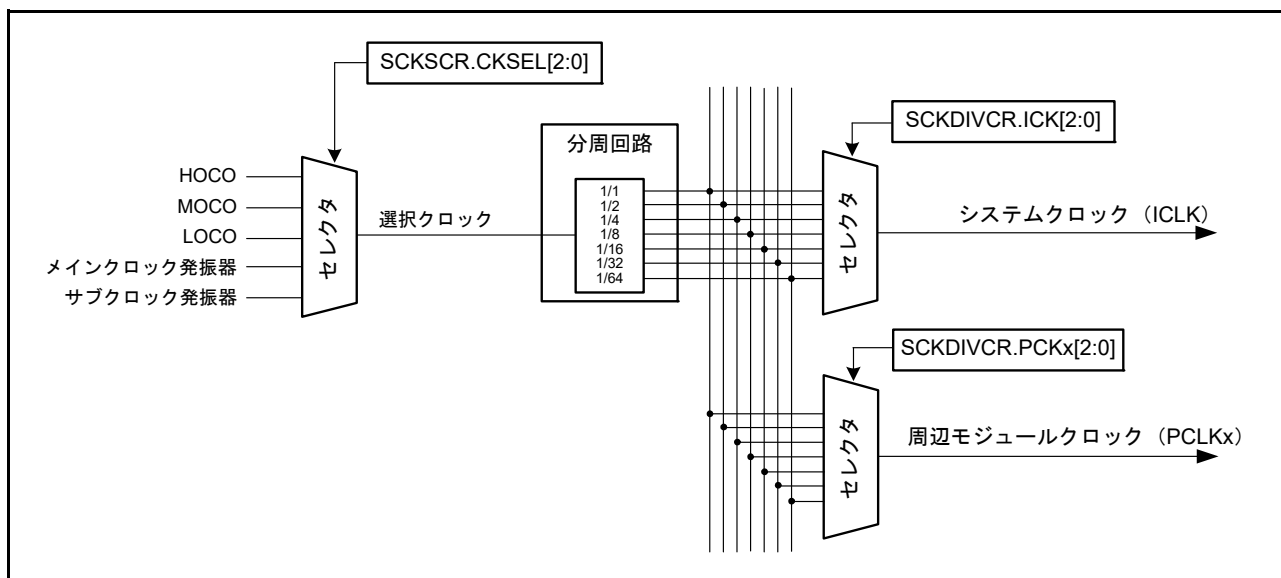 SCKSCR.CKSEL[2:0]
HOCO
MOCO
LOCO
メインクロック発振器
サブクロック発振器
セレクタ
選択クロック
分周回路
1/1
1/2
1/4
1/8
1/16
1/32
1/64
SCKDIVCR.ICK[2:0]
セレクタ
システムクロック（ICLK）
SCKDIVCR.PCKx[2:0]
セレクタ
周辺モジュールクロック（PCLKx）